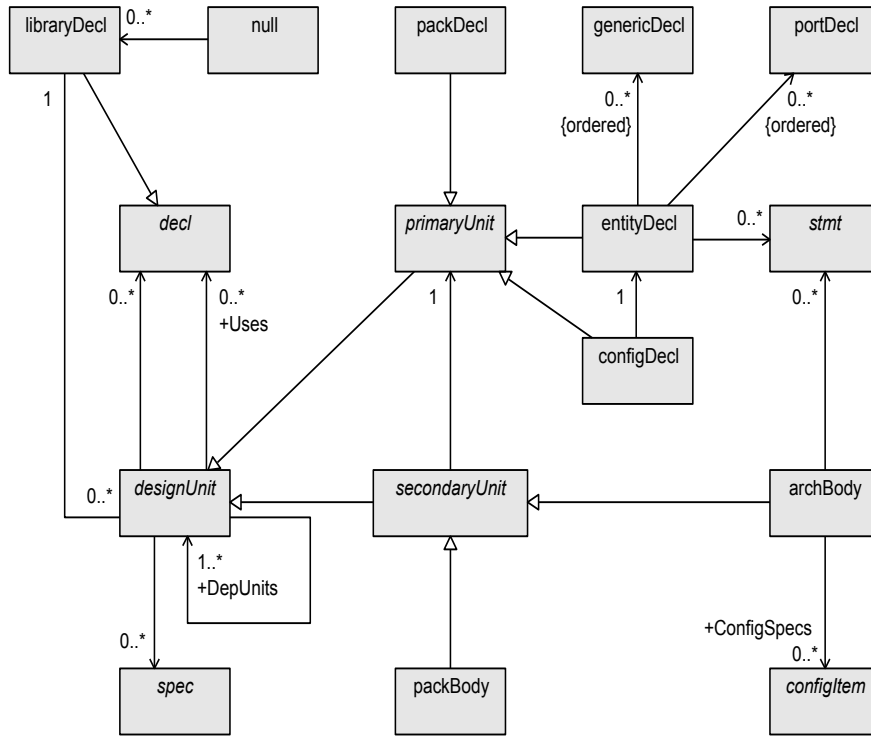 libraryDecl
0..*
null
packDecl
genericDecl
portDecl
1
0..*
{ordered}
0..*
{ordered}
decl
primaryUnit
entityDecl
0..*
stmt
0..*
0..*
+Uses
1
1
0..*
configDecl
0..*
designUnit
secondaryUnit
archBody
1..*
+DepUnits
0..*
+ConfigSpecs
0..*
spec
packBody
configItem